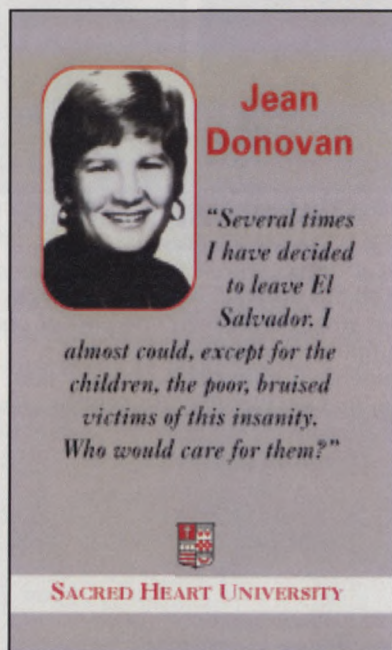 Jean
Donovan
“Several times
I have decided
to leave El
Salvador. I
almost could, except for the
children, the poor, bruised
victims of this insanity.
Who would care for them?”
SACRED HEART UNIVERSITY